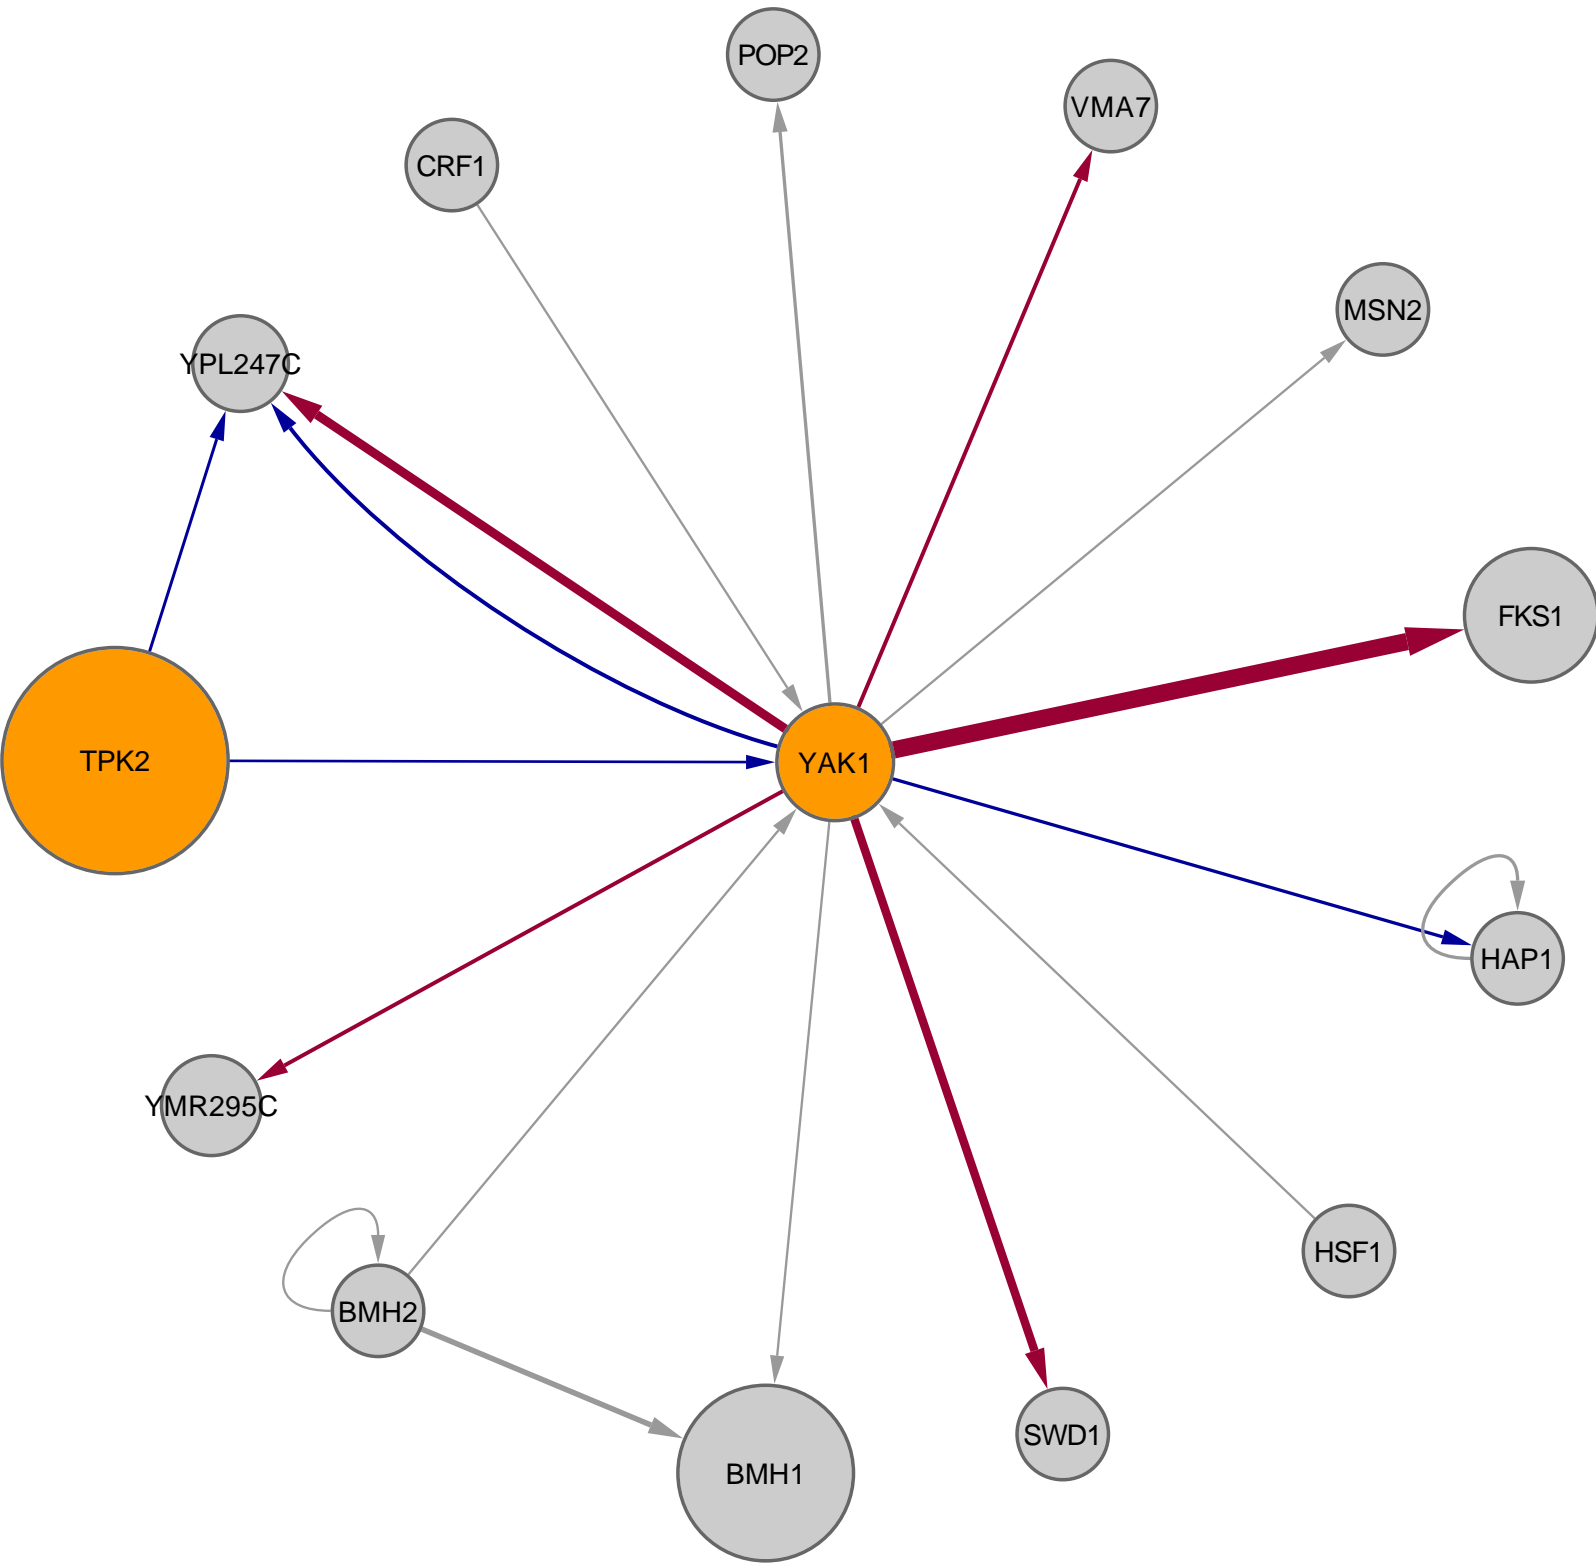 POP2
VMA7
CRF1
MSN2
YPL247C
FKS1
TPK2
YAK1
HAP1
YMR295C
HSF1
BMH2
SWD1
BMH1